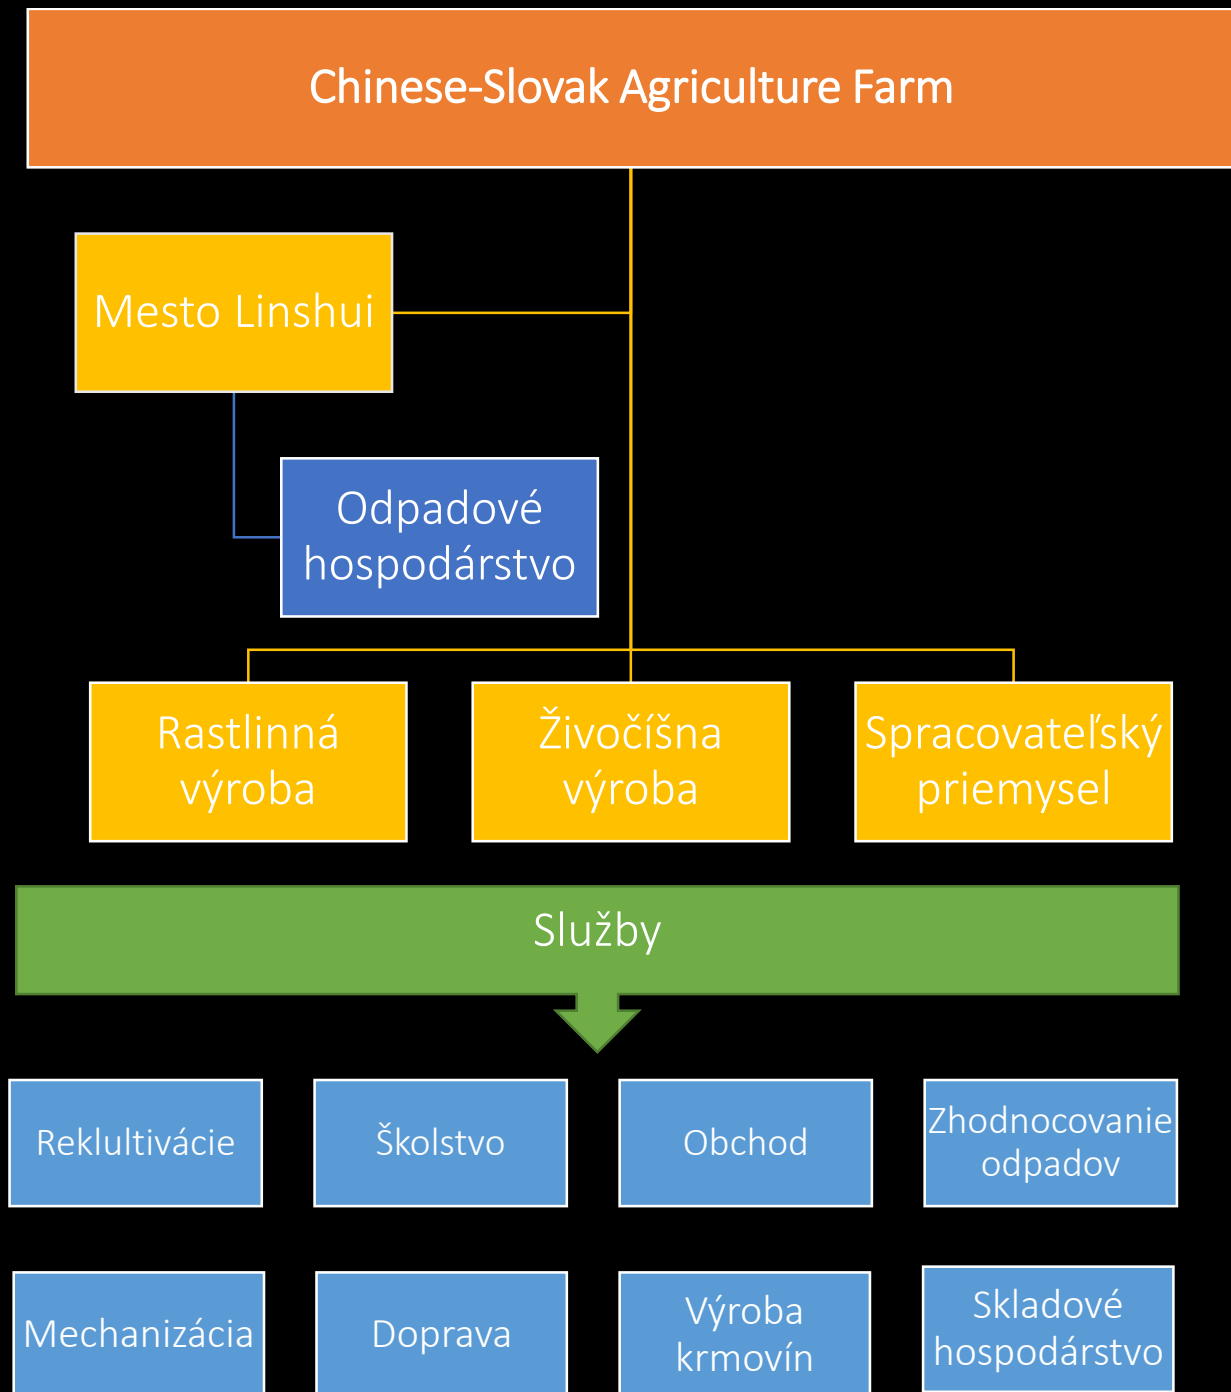 Chinese-Slovak Agriculture Farm
Mesto Linshui
Odpadové
hospodárstvo
Rastlinná
výroba
Živočíšna
výroba
Spracovateľský
priemysel
Služby
Reklultivácie
Školstvo
Obchod
Zhodnocovanie
odpadov
Mechanizácia
Doprava
Výroba
krmovín
Skladové
hospodárstvo